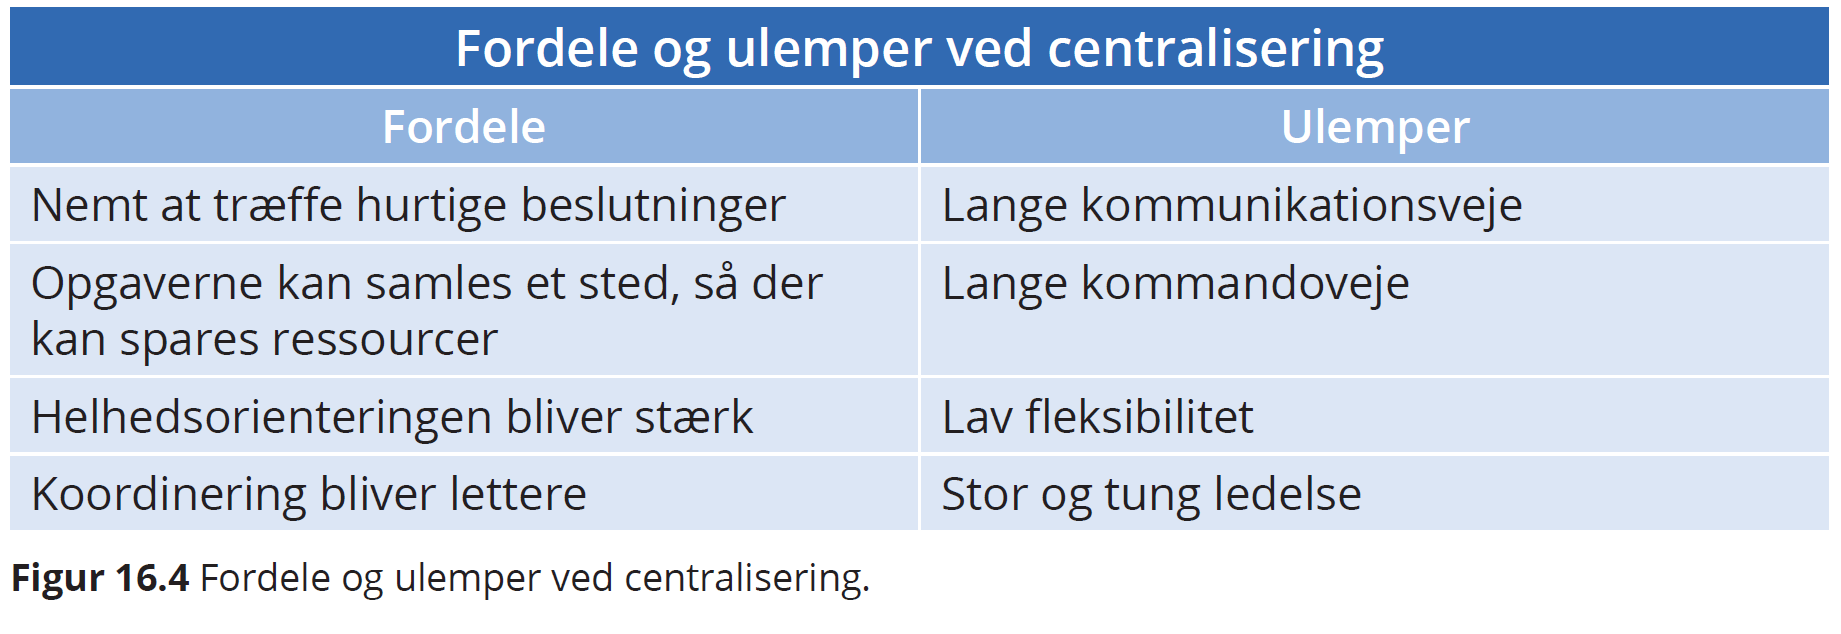 Fordele og ulemper ved centralisering
Fordele
Ulemper
Nemt at træffe hurtige beslutninger
Lange kommunikationsveje
Opgaverne kan samles et sted, så der
kan spares ressourcer
Lange kommandoveje
Helhedsorienteringen bliver stærk
Lav fleksibilitet
Koordinering bliver lettere
Stor og tung ledelse
Figur 16.4 Fordele og ulemper ved centralisering.